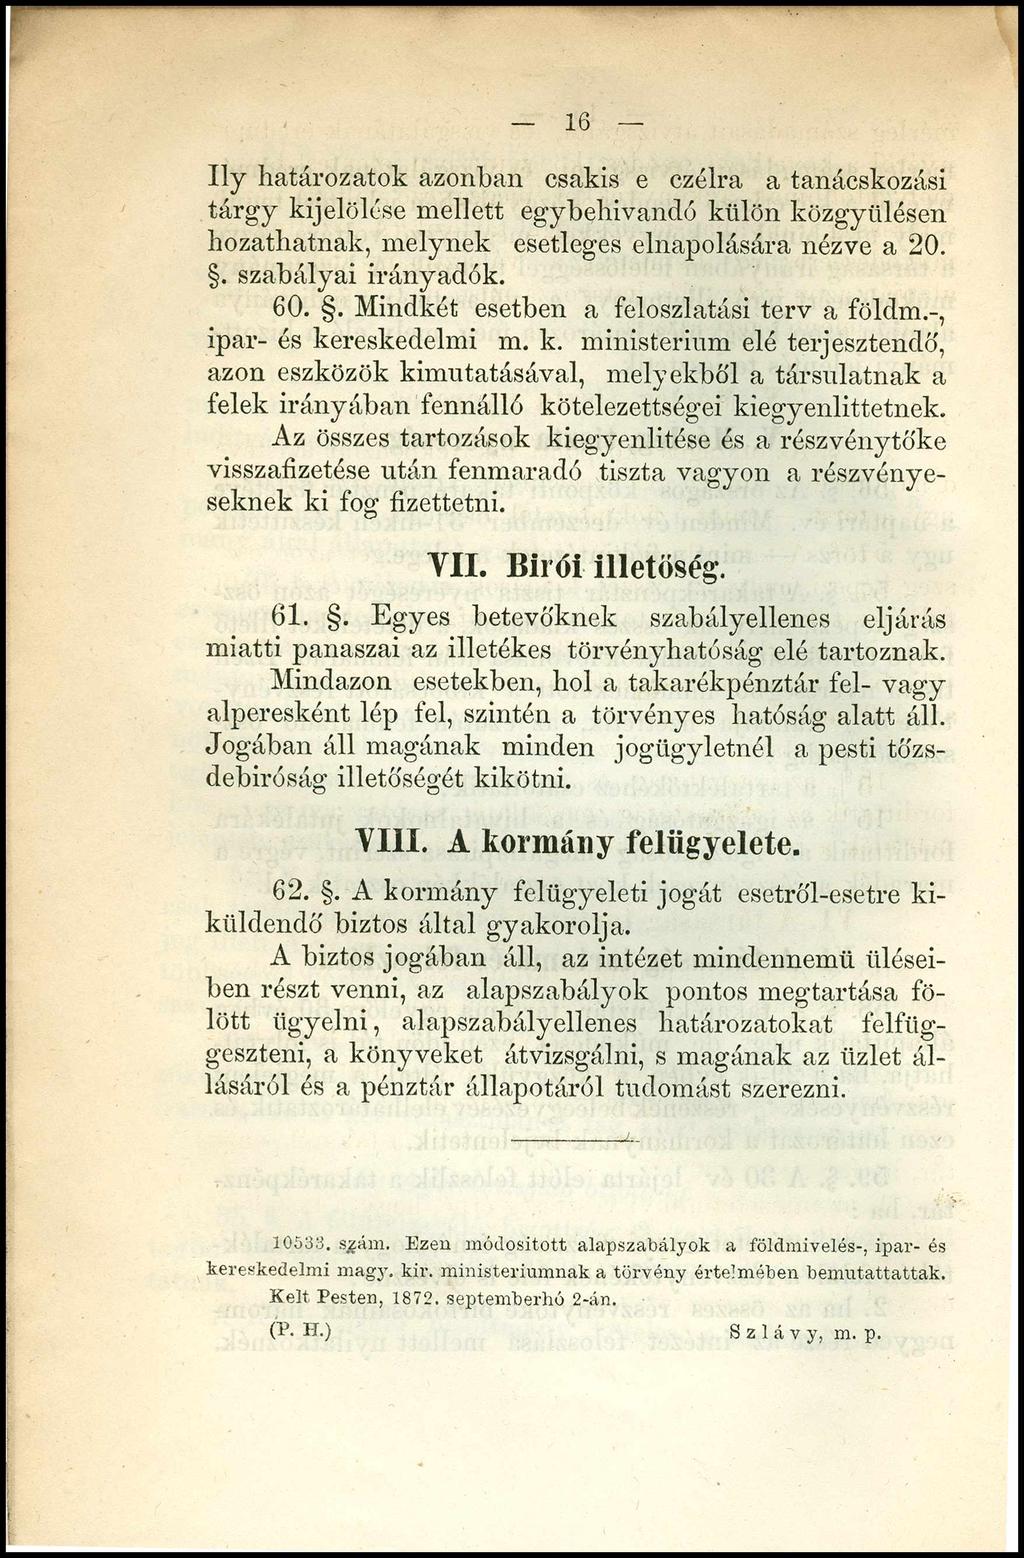 — 16 —
Ily határozatok azonban csakis e czélra a tanácskozási
tárgy kijelölése mellett egybehivandó külön közgyülésen
hozathatnak, melynek esetleges elnapolására nézve a 20.
§. szabályai irányadók.
60. §. Mindkét esetben a feloszlatási terv a földm.-,
ipar- és kereskedelmi m. k. ministerium elé terjesztendő,
azon eszközök kimutatásával, melyekből a társulatnak a
felek irányában fennálló kötelezettségei kiegyenlittetnek.
Az összes tartozások kiegyenlitése és a részvénytőke
visszafizetése után fenmaradó tiszta vagyon a részvénye-
seknek ki fog fizettetni.
VII. Birói illetőség.
61. §. Egyes betevőknek szabályellenes eljárás
miatti panaszai az illetékes törvényhatóság elé tartoznak.
Mindazon esetekben, hol a takarékpénztár fel- vagy
alperesként lép fel, szintén a törvényes hatóság alatt áll.
Jogában áll magának minden jogügyletnél a pesti tőzs-
debiróság illetőségét kikötni.
VIII. A kormány felügyelete.
62. §. A kormány felügyeleti jogát esetről-esetre ki-
küldendő biztos által gyakorolja.
A biztos jogában áll, az intézet mindennemü ülései-
ben részt venni, az alapszabályok pontos megtartása fö-
lött ügyelni, alapszabályellenes határozatokat felfüg-
geszteni, a könyveket átvizsgálni, s magának az üzlet ál-
lásáról és a pénztár állapotáról tudomást szerezni.
10533. szám. Ezen módositott alapszabályok a földmivelés-, ipar- és
kereskedelmi magy. kir. ministeriumnak a törvény értelmében bemutattattak.
Kelt Pesten, 1872. septemberhó 2-án.
(P. H.) Szlávy, m. p.